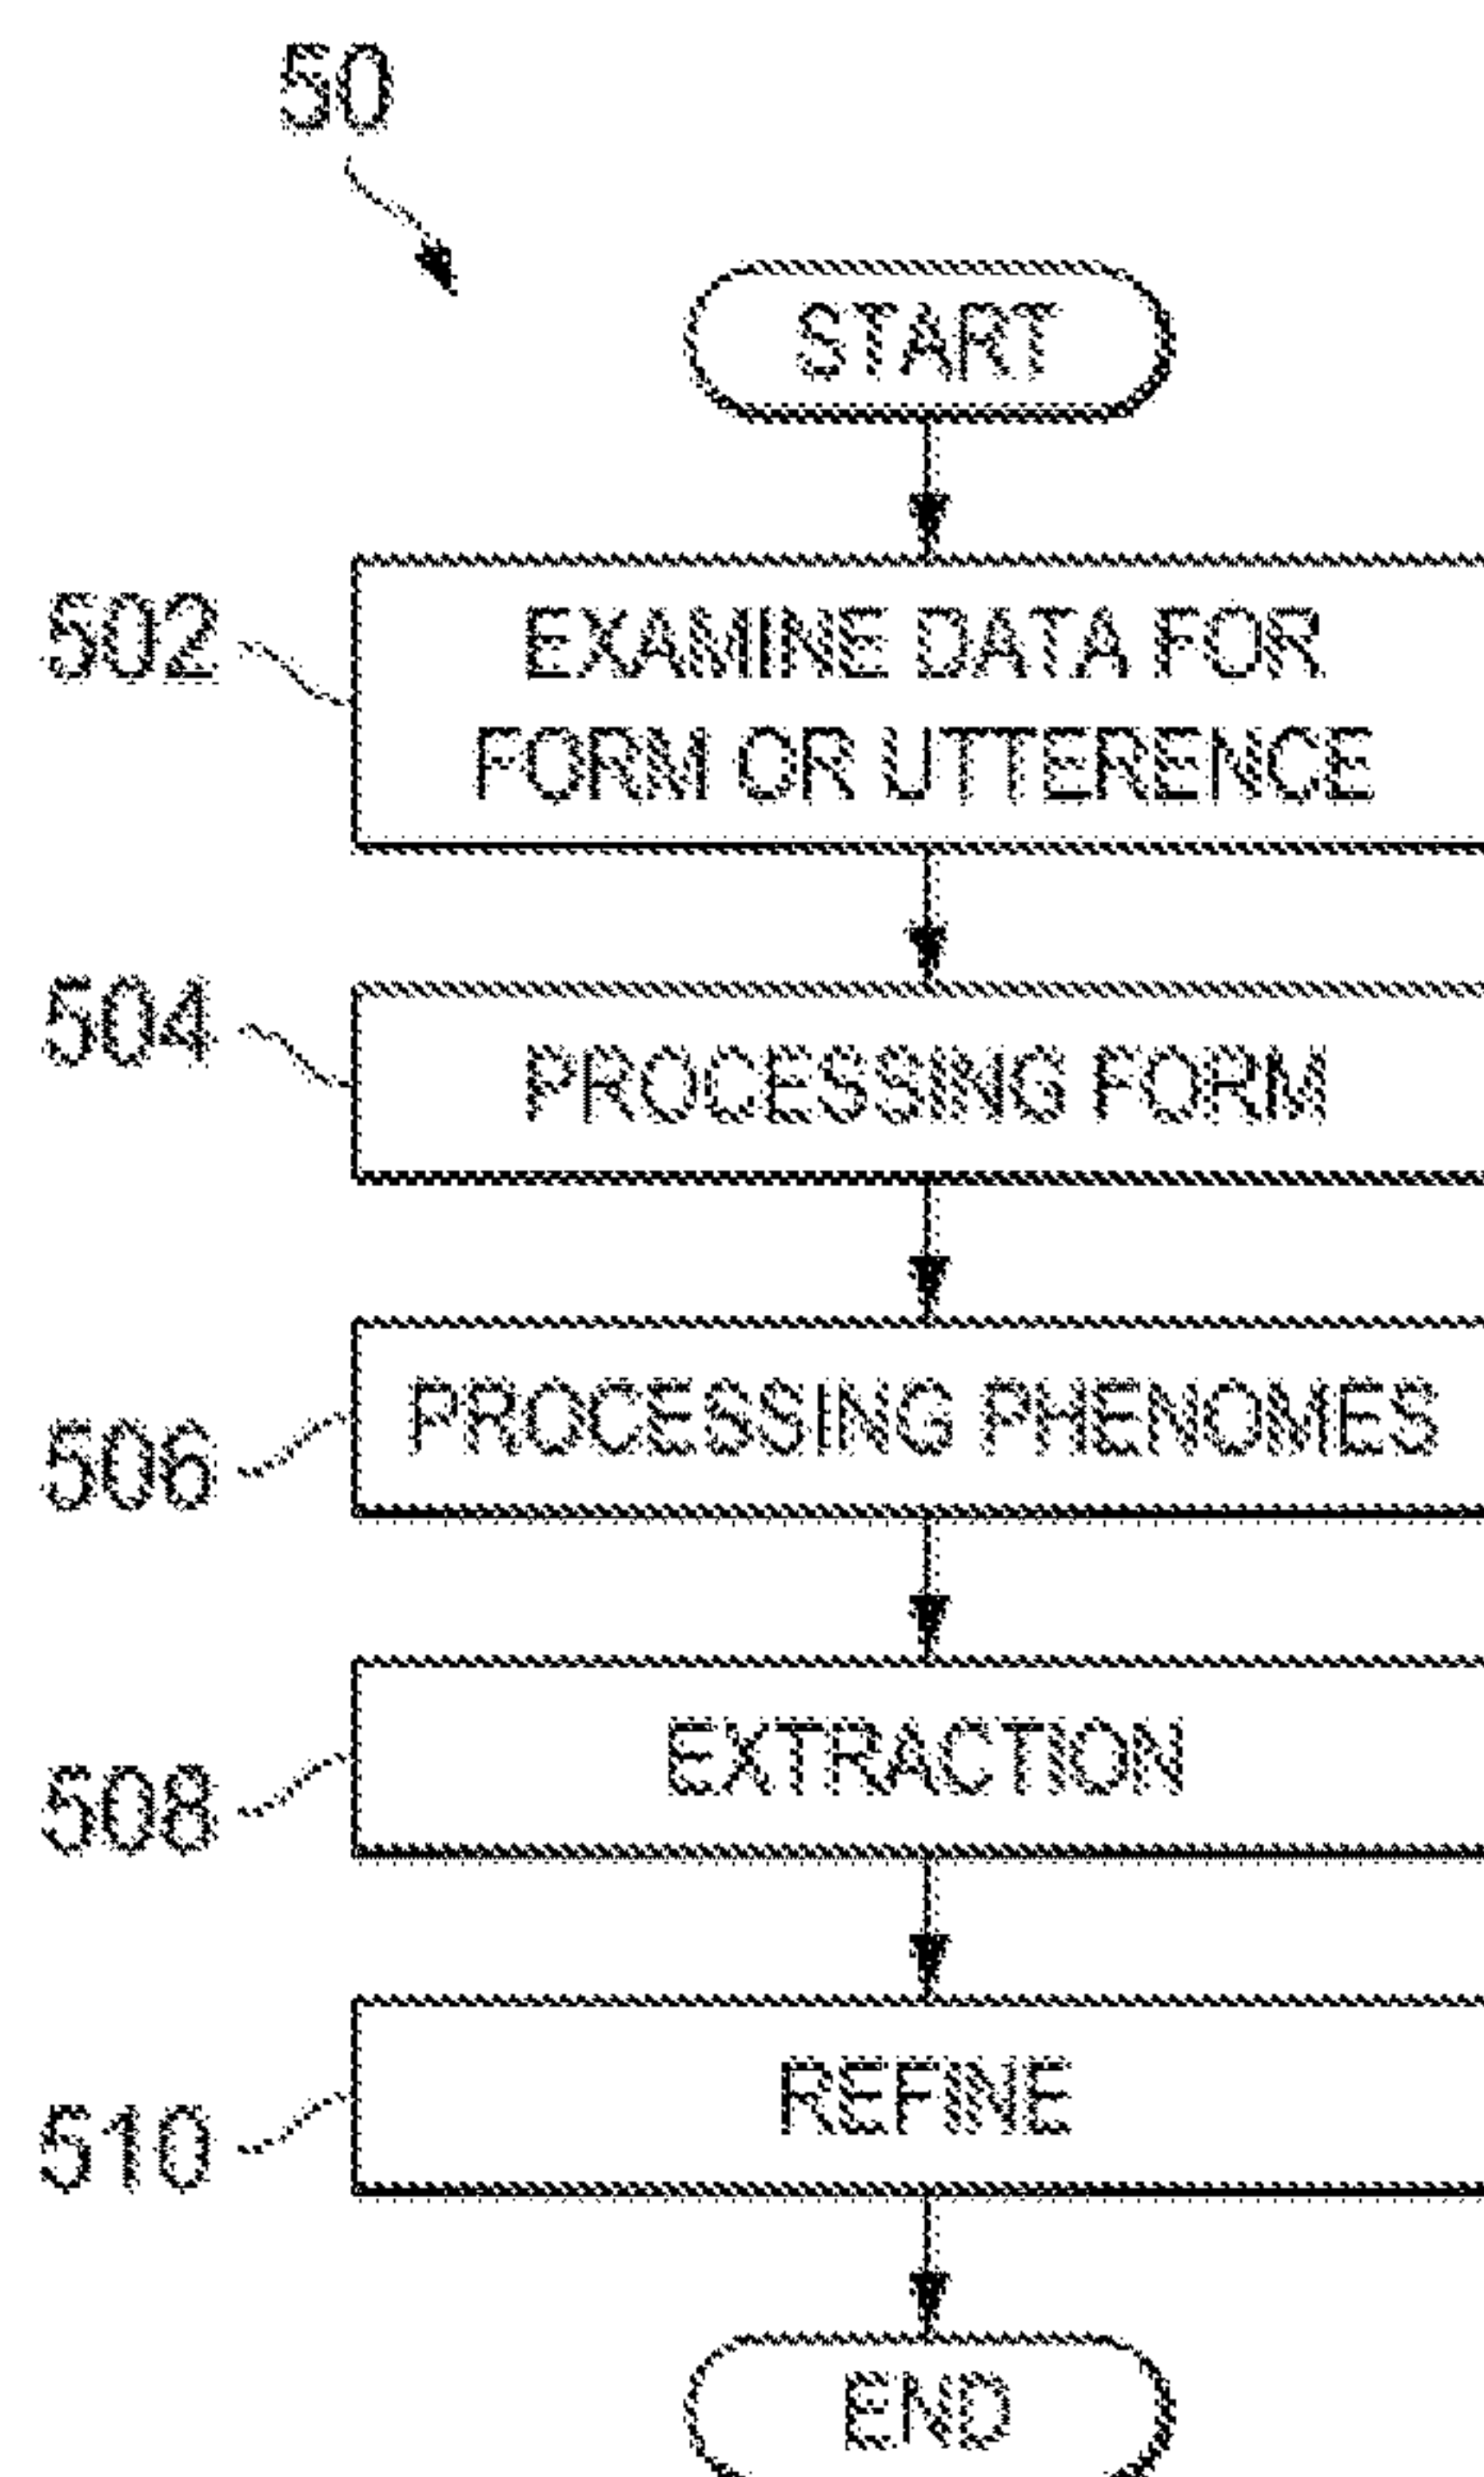 50
START
502
EXAMINE DATA FOR
FORM OR UTTERENCE
504
PROCESSING FORM
506
PROCESSING PHENOMES
508
EXTRACTION
510
REFINE
END